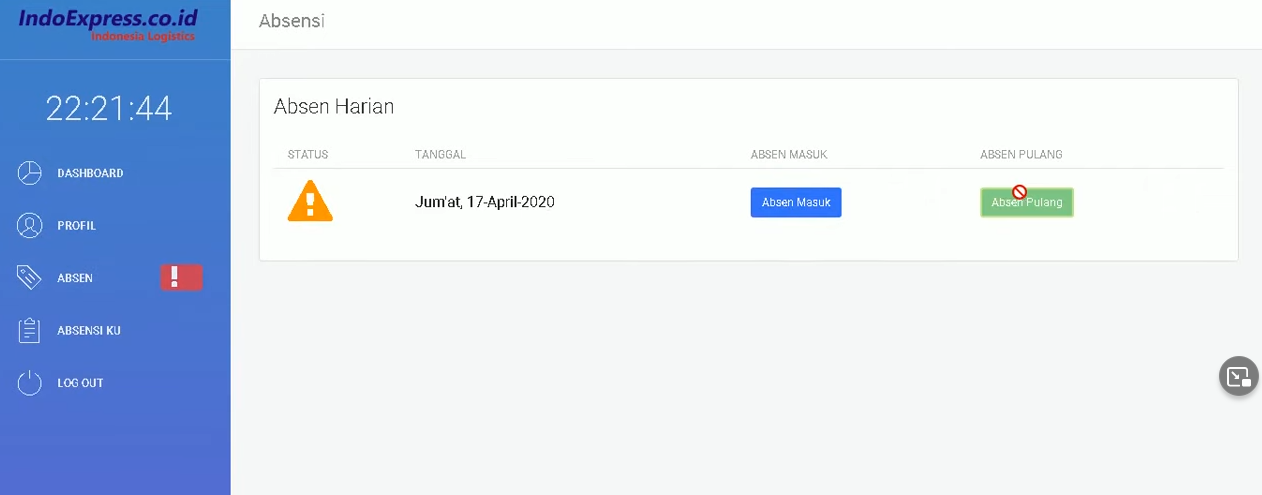 IndoExpress.co.id
Indonesia Logistics
22:21:44
DASHBOARD
PROFIL
ABSEN !
ABSENSI KU
LOG OUT
Absensi
Absen Harian
STATUS TANGGAL ABSEN MASUK ABSEN PULANG
Jum'at, 17-April-2020 Absen Masuk Absen Pulang